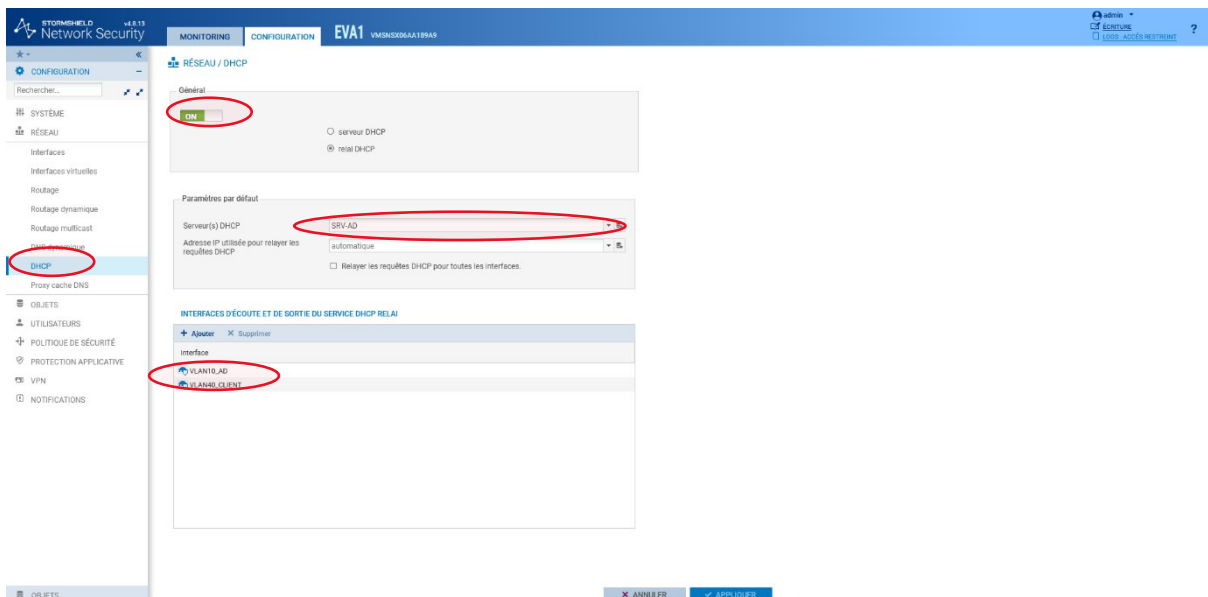 STORMSHIELD v4.8.13
Network Security
MONITORING CONFIGURATION EVA1 VMSNSX06AA189A9
admin
ÉCRITURE
LOGS : ACCÈS RESTREINT
?
CONFIGURATION
Rechercher...
SYSTÈME
RÉSEAU
Interfaces
Interfaces virtuelles
Routage
Routage dynamique
Routage multicast
DNS dynamique
DHCP
Proxy cache DNS
OBJETS
UTILISATEURS
POLITIQUE DE SÉCURITÉ
PROTECTION APPLICATIVE
VPN
NOTIFICATIONS
OBJETS
RÉSEAU / DHCP
Général
ON
serveur DHCP
relai DHCP
Paramètres par défaut
Serveur(s) DHCP SRV-AD
Adresse IP utilisée pour relayer les
requêtes DHCP
automatique
Relayer les requêtes DHCP pour toutes les interfaces.
INTERFACES D'ÉCOUTE ET DE SORTIE DU SERVICE DHCP RELAI
+ Ajouter × Supprimer
Interface
VLAN10_AD
VLAN40_CLIENT
× ANNULER ✓ APPLIQUER